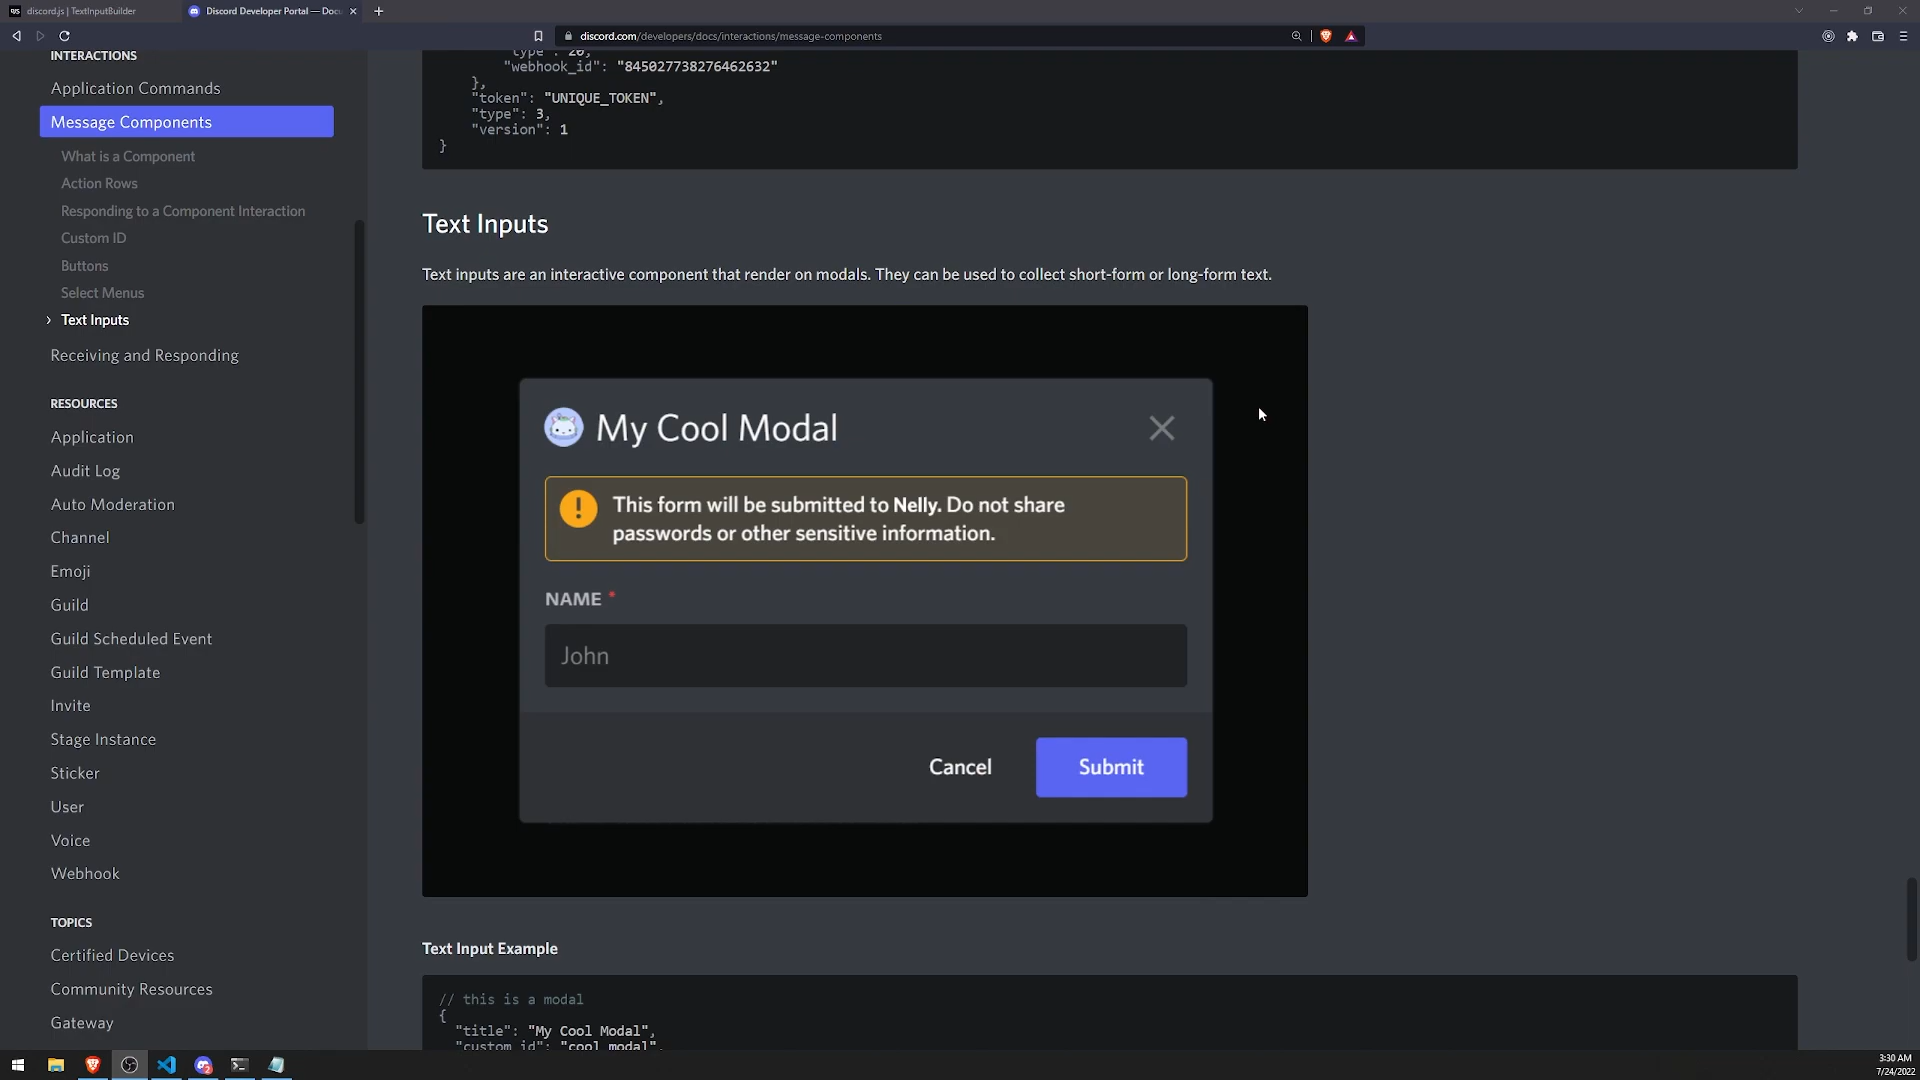 discord.js | TextInputBuilder
Discord Developer Portal — Docu
discord.com/developers/docs/interactions/message-components
INTERACTIONS
Application Commands
Message Components
What is a Component
Action Rows
Responding to a Component Interaction
Custom ID
Buttons
Select Menus
Text Inputs
Receiving and Responding
RESOURCES
Application
Audit Log
Auto Moderation
Channel
Emoji
Guild
Guild Scheduled Event
Guild Template
Invite
Stage Instance
Sticker
User
Voice
Webhook
TOPICS
Certified Devices
Community Resources
Gateway
"type": 20,
"webhook_id": "845027738276462632"
},
"token": "UNIQUE_TOKEN",
"type": 3,
"version": 1
}
Text Inputs
Text inputs are an interactive component that render on modals. They can be used to collect short-form or long-form text.
My Cool Modal
This form will be submitted to Nelly. Do not share
passwords or other sensitive information.
NAME *
John
Cancel
Submit
Text Input Example
// this is a modal
{
"title": "My Cool Modal",
"custom_id": "cool_modal",
3:30 AM
7/24/2022